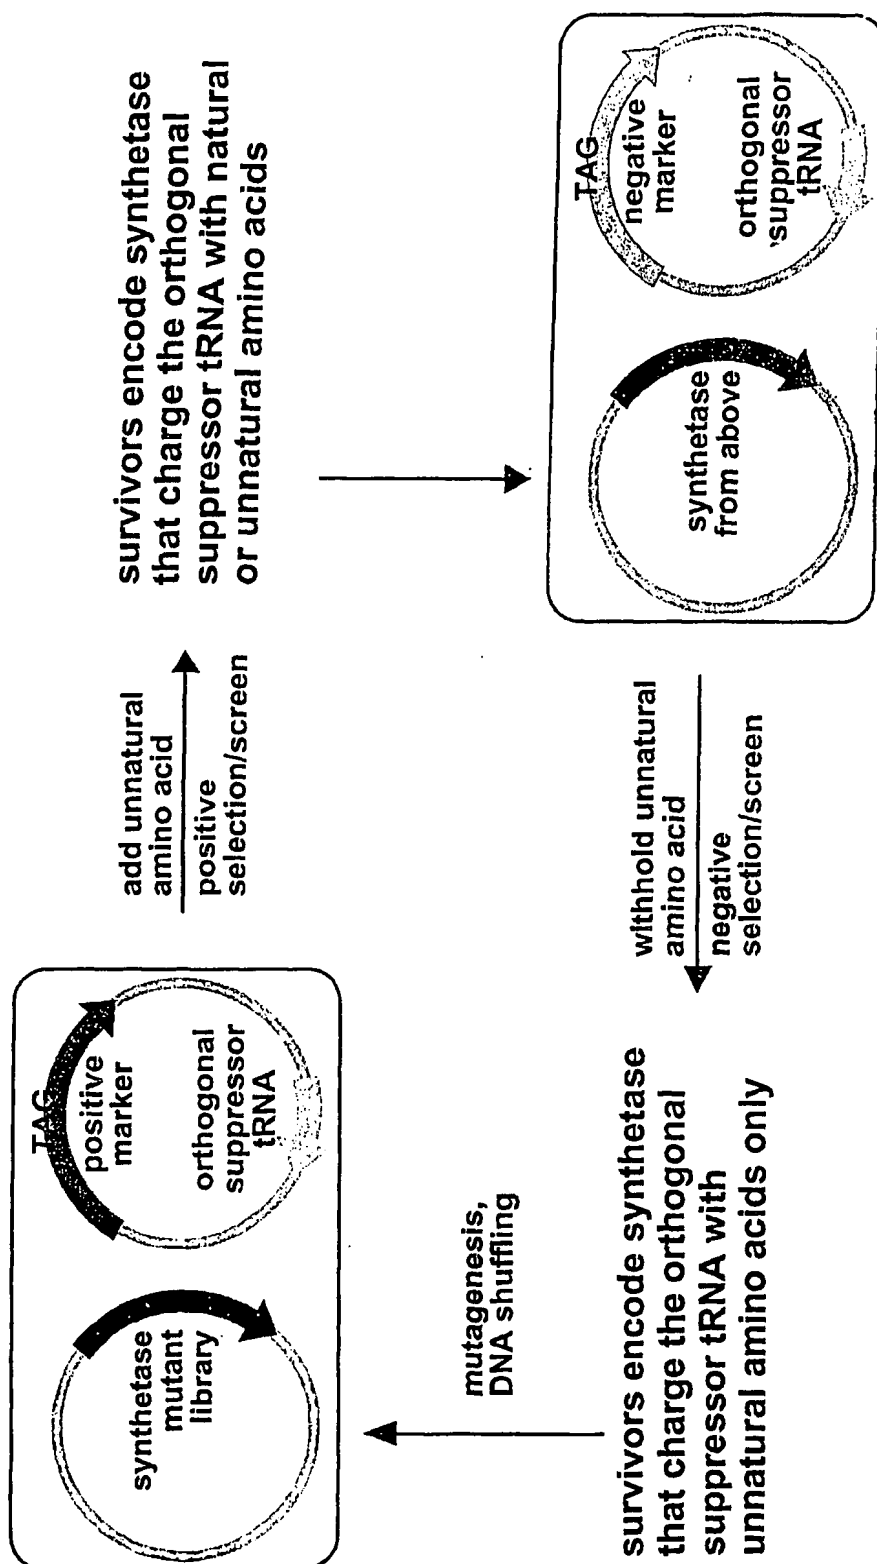 synthetase
mutant
library
TAG
positive
marker
orthogonal
suppressor
tRNA
add unnatural
amino acid
positive
selection/screen
survivors encode synthetase
that charge the orthogonal
suppressor tRNA with natural
or unnatural amino acids
synthetase
from above
TAG
negative
marker
orthogonal
suppressor
tRNA
withhold unnatural
amino acid
negative
selection/screen
survivors encode synthetase
that charge the orthogonal
suppressor tRNA with
unnatural amino acids only
mutagenesis,
DNA shuffling